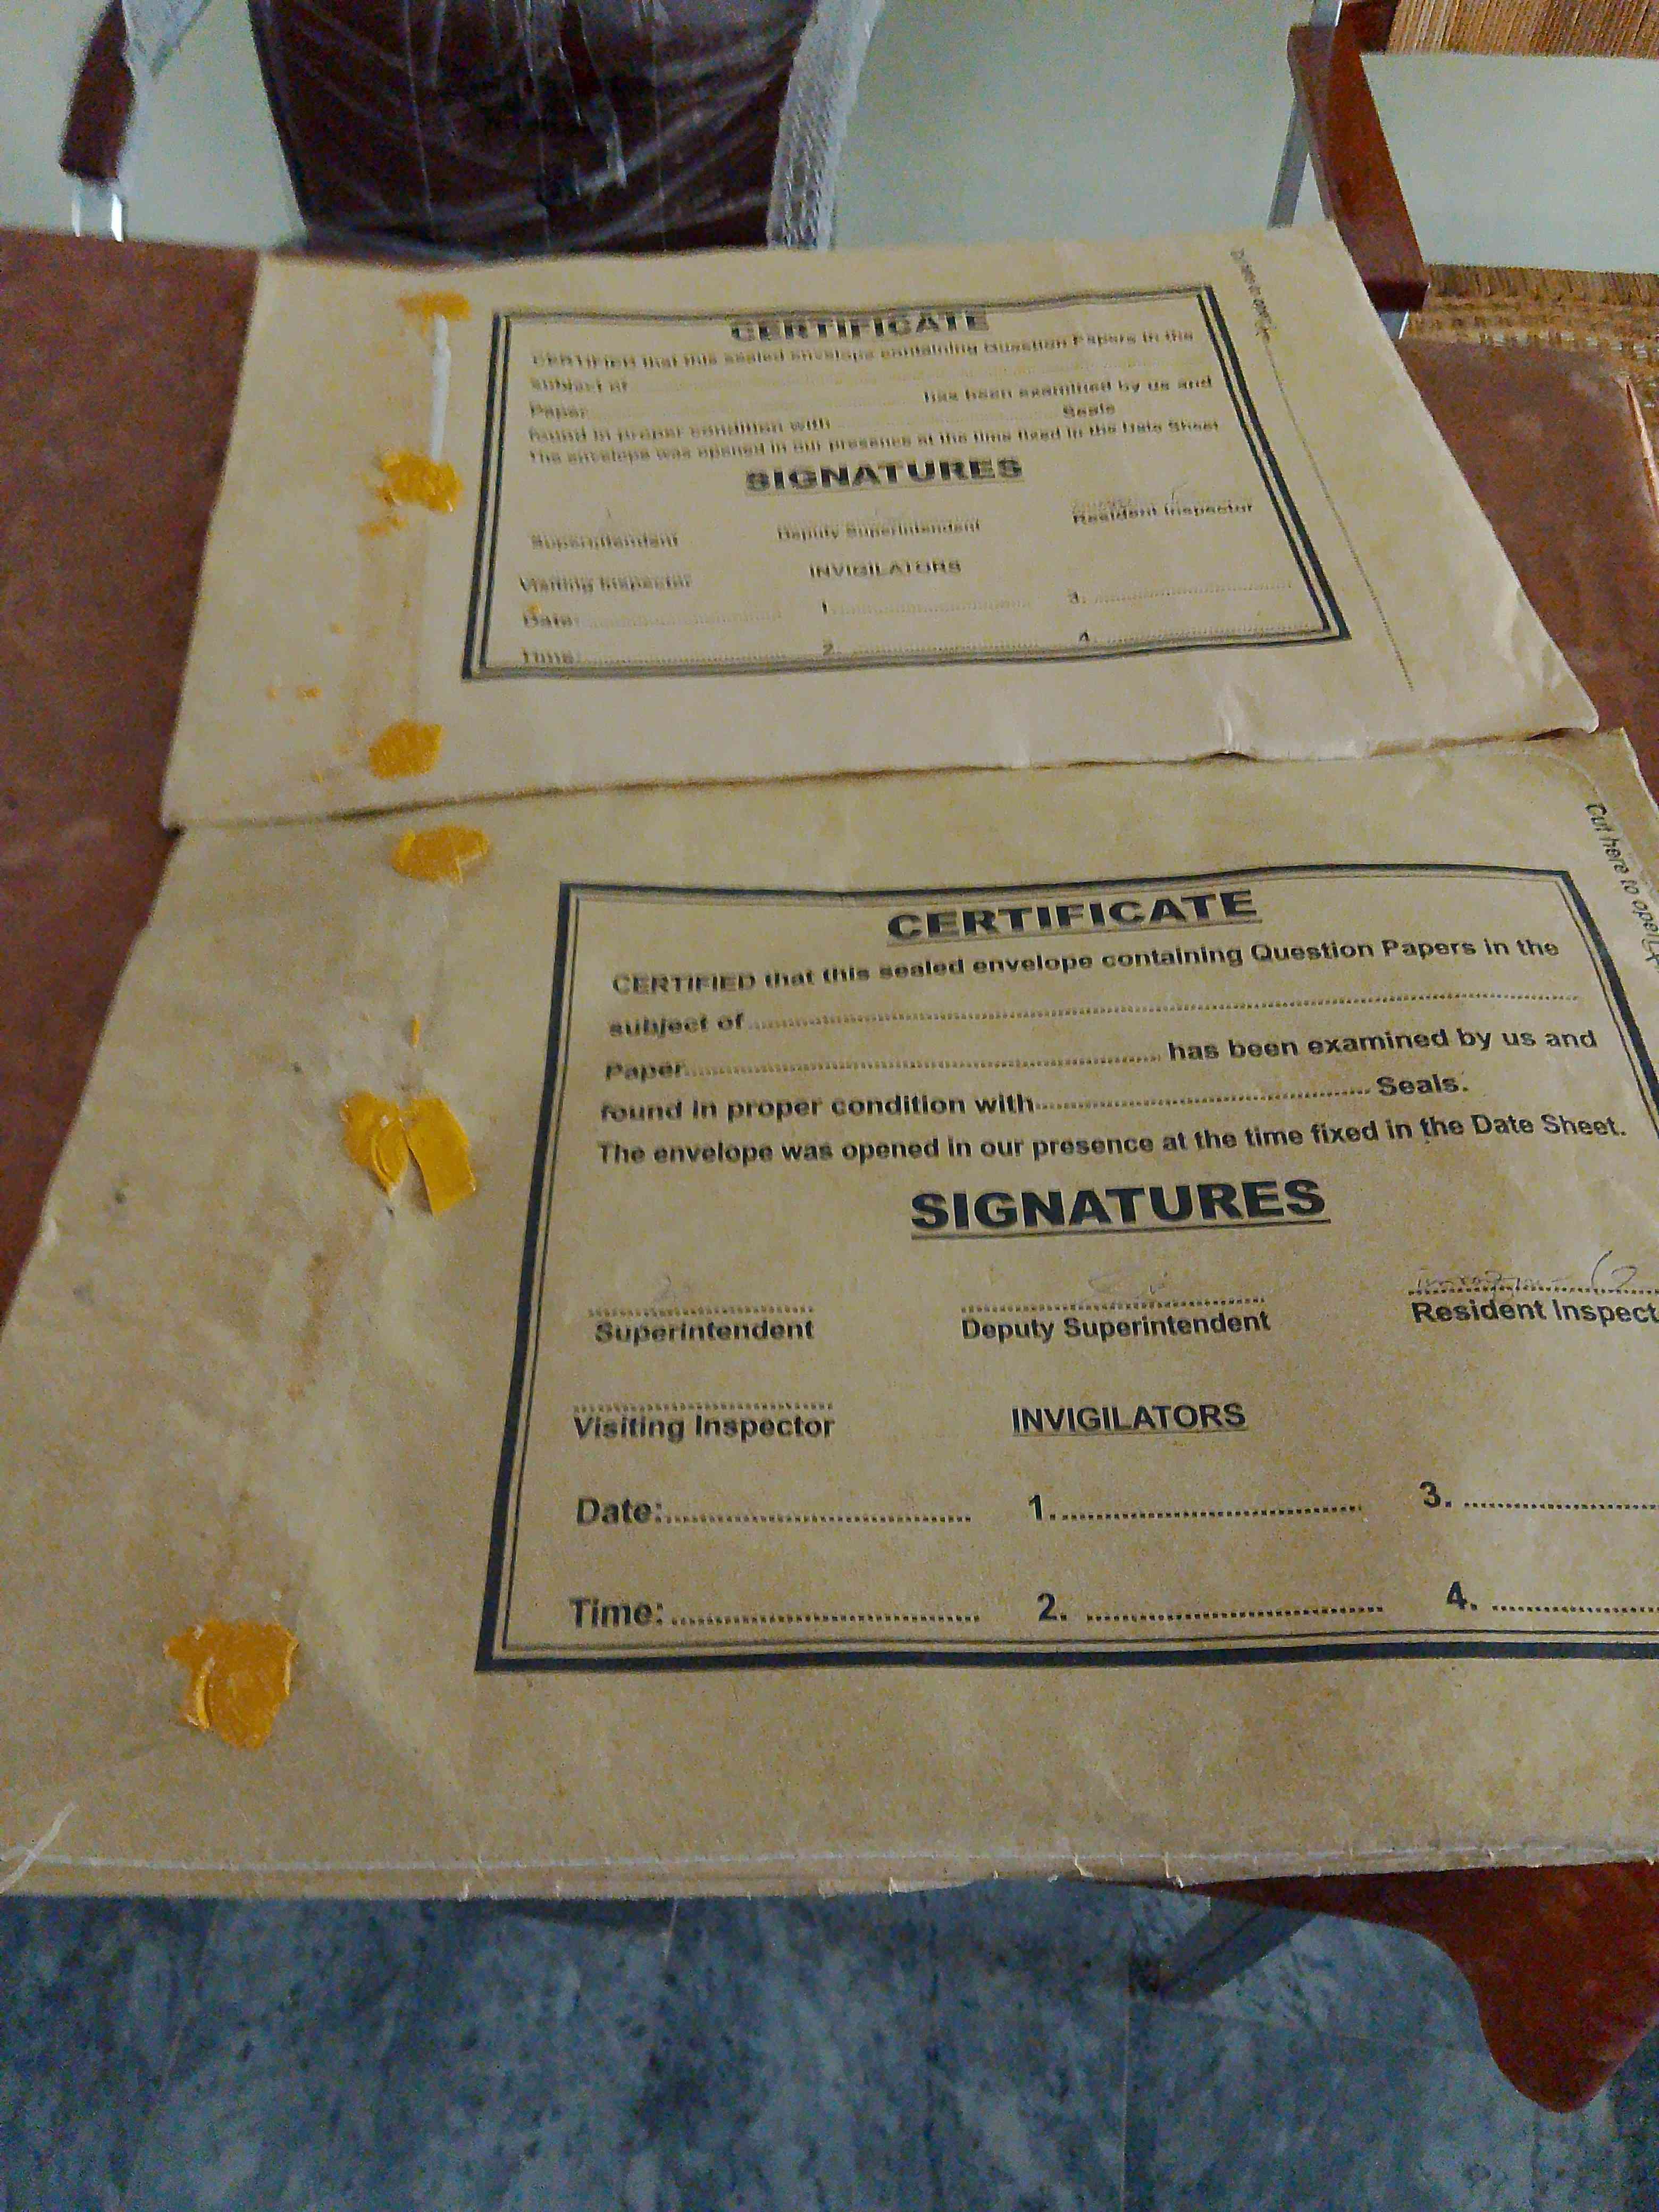 CERTIFICATE
CERTIFIED that this sealed envelope containing Question Papers in the
subject of
Paper has been examined by us and
found in proper condition with Seals
The envelope was opened in our presence at the time fixed in the Date Sheet
SIGNATURES
Superintendent Deputy Superintendent Resident Inspector
Visiting Inspector INVIGILATORS
Date: 1. 3.
Time: 2. 4.
Cut here to open
CERTIFICATE
CERTIFIED that this sealed envelope containing Question Papers in the
subject of
Paper has been examined by us and
found in proper condition with Seals.
The envelope was opened in our presence at the time fixed in the Date Sheet.
SIGNATURES
Superintendent Deputy Superintendent Resident Inspect
Visiting Inspector INVIGILATORS
Date: 1. 3.
Time: 2. 4.